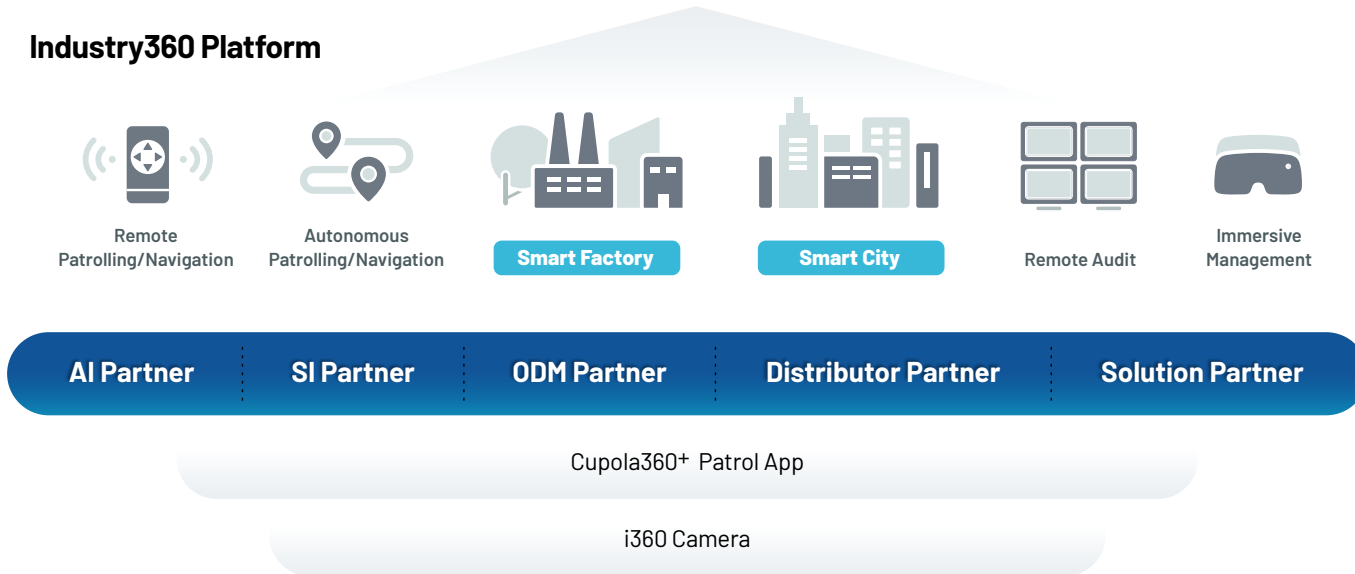 Industry360 Platform
Remote
Patrolling/Navigation
Autonomous
Patrolling/Navigation
Smart Factory
Smart City
Remote Audit
Immersive
Management
AI Partner
SI Partner
ODM Partner
Distributor Partner
Solution Partner
Cupola360⁺ Patrol App
i360 Camera